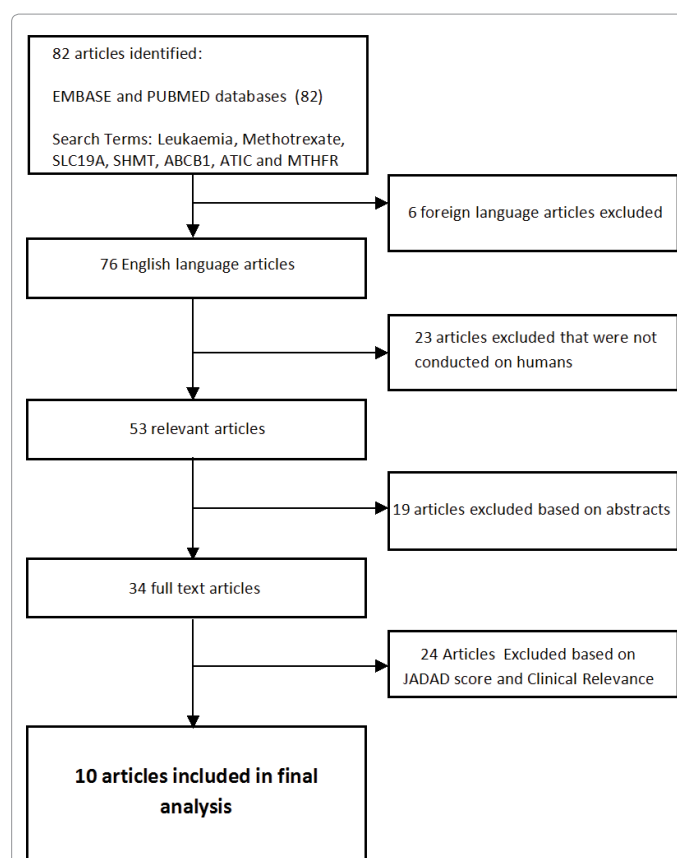 82 articles identified:
EMBASE and PUBMED databases (82)
Search Terms: Leukaemia, Methotrexate,
SLC19A, SHMT, ABCB1, ATIC and MTHFR
6 foreign language articles excluded
76 English language articles
23 articles excluded that were not
conducted on humans
53 relevant articles
19 articles excluded based on abstracts
34 full text articles
24 Articles Excluded based on
JADAD score and Clinical Relevance
10 articles included in final
analysis